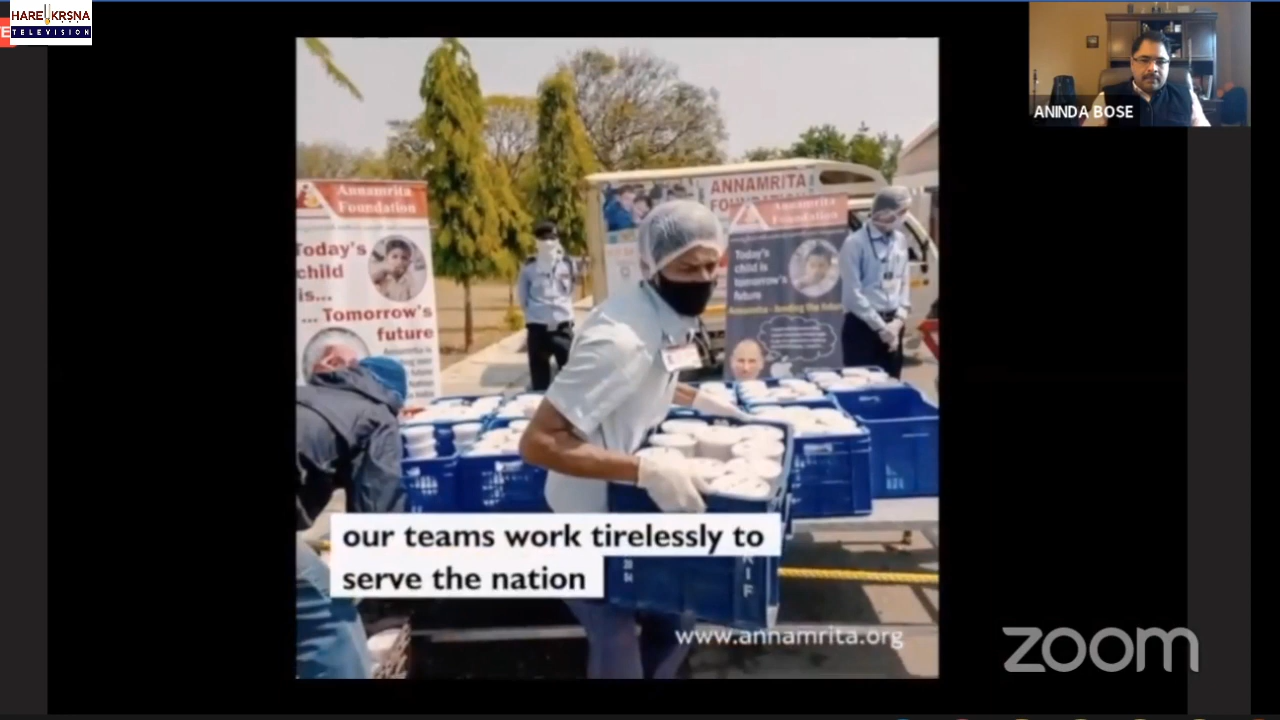 HARE KRSNA
TELEVISION
ANINDA BOSE
Annamrita
Foundation
Today's
child
is...
... Tomorrow's
future
ANNAMRITA
Annamrita
Foundation
Today's
child is
tomorrow's
future
our teams work tirelessly to
serve the nation
www.annamrita.org
zoom